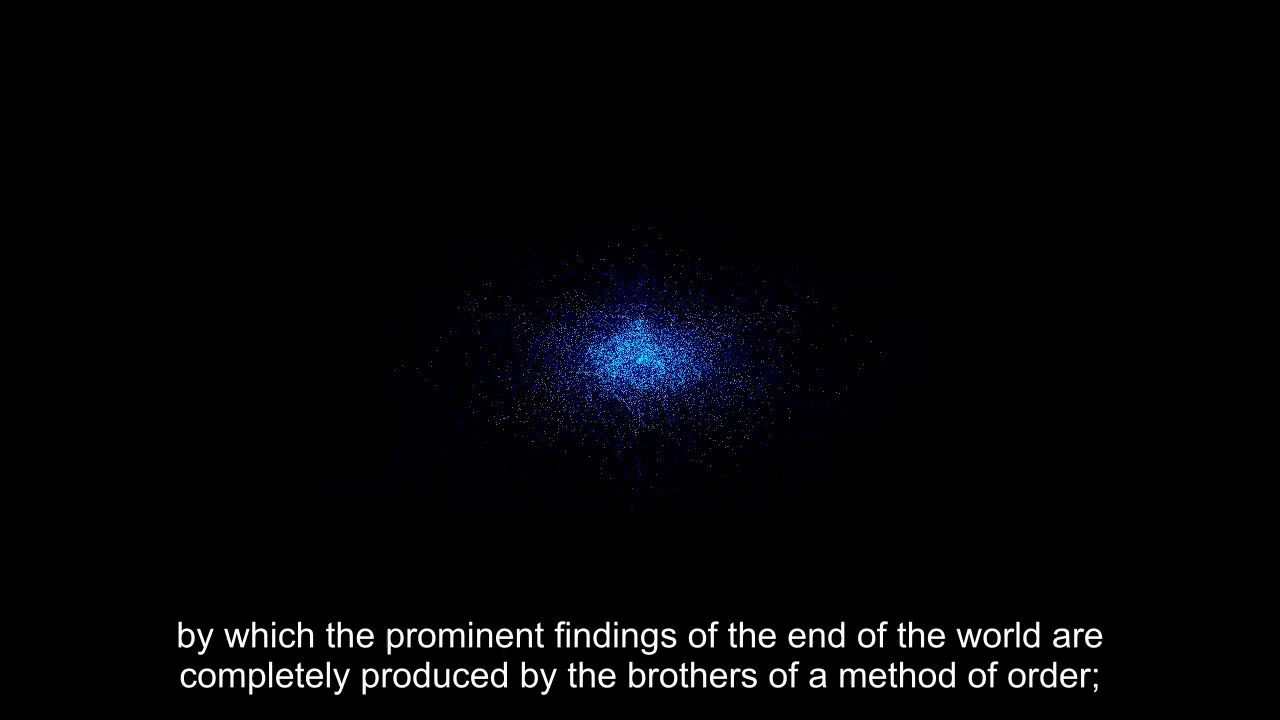 by which the prominent findings of the end of the world are
completely produced by the brothers of a method of order;